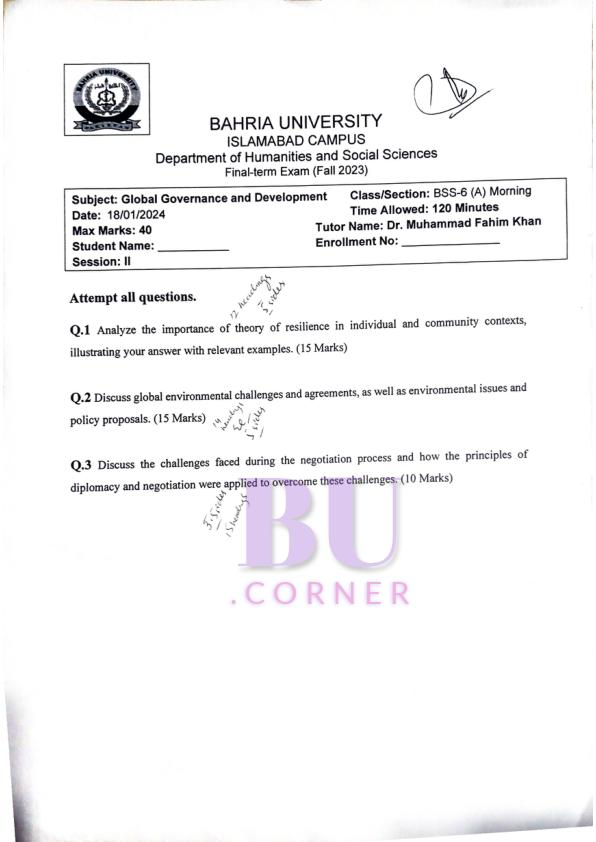 BAHRIA UNIVERSITY
BAHRIA UNIVERSITY
ISLAMABAD CAMPUS
Department of Humanities and Social Sciences
Final-term Exam (Fall 2023)
Subject: Global Governance and Development Class/Section: BSS-6 (A) Morning
Date: 18/01/2024 Time Allowed: 120 Minutes
Max Marks: 40 Tutor Name: Dr. Muhammad Fahim Khan
Student Name: ____________ Enrollment No: ________________
Session: II
12 headings
5 sides
Attempt all questions.
Q.1 Analyze the importance of theory of resilience in individual and community contexts,
illustrating your answer with relevant examples. (15 Marks)
Q.2 Discuss global environmental challenges and agreements, as well as environmental issues and
policy proposals. (15 Marks)
14 headings
5 sides
Q.3 Discuss the challenges faced during the negotiation process and how the principles of
diplomacy and negotiation were applied to overcome these challenges. (10 Marks)
sides
15 headings
BU
.CORNER